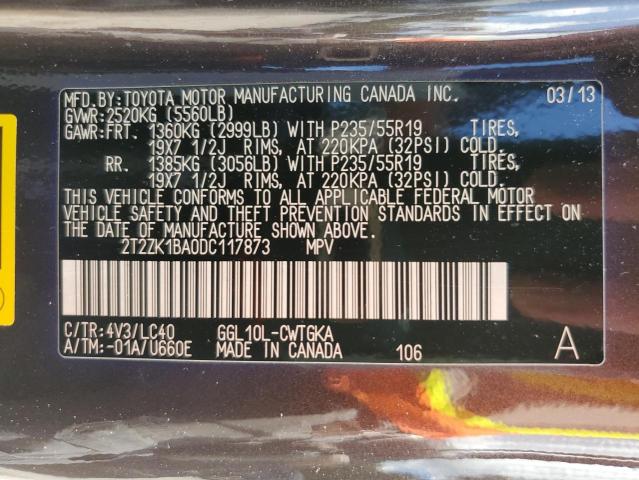 MFD.BY:TOYOTA MOTOR MANUFACTURING CANADA INC. 03/13
GVWR:2520KG (5560LB)
GAWR:FRT. 1360KG (2999LB) WITH P235/55R19 TIRES,
19X7 1/2J RIMS, AT 220KPA (32PSI) COLD.
RR. 1385KG (3056LB) WITH P235/55R19 TIRES,
19X7 1/2J RIMS, AT 220KPA (32PSI) COLD.
THIS VEHICLE CONFORMS TO ALL APPLICABLE FEDERAL MOTOR
VEHICLE SAFETY AND THEFT PREVENTION STANDARDS IN EFFECT ON
THE DATE OF MANUFACTURE SHOWN ABOVE.
2T2ZK1BA0DC117873 MPV
C/TR:4V3/LC40 GGL10L-CWTGKA
A/TM:-01A/U660E MADE IN CANADA 106 A